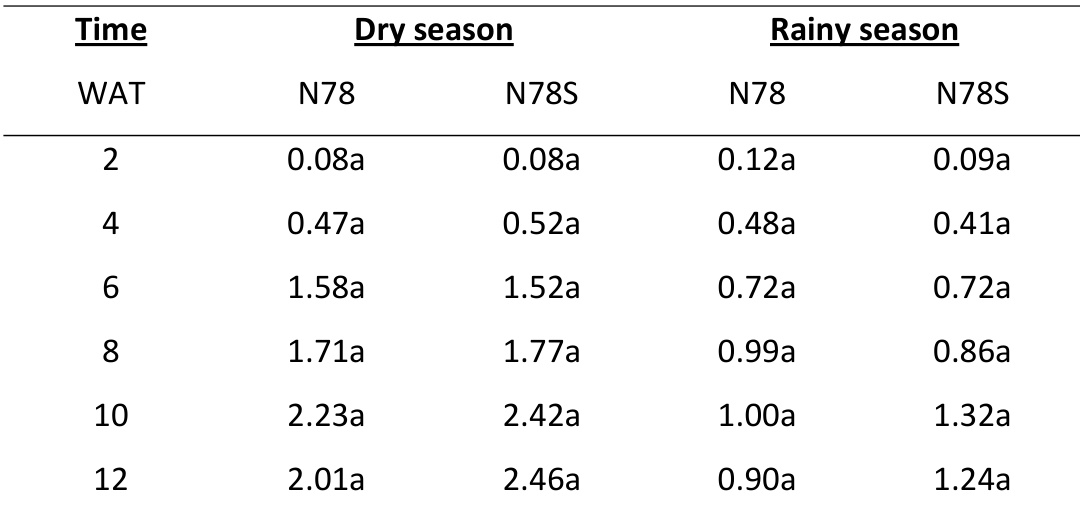 Time Dry season Rainy season
WAT N78 N78S N78 N78S
2 0.08a 0.08a 0.12a 0.09a
4 0.47a 0.52a 0.48a 0.41a
6 1.58a 1.52a 0.72a 0.72a
8 1.71a 1.77a 0.99a 0.86a
10 2.23a 2.42a 1.00a 1.32a
12 2.01a 2.46a 0.90a 1.24a